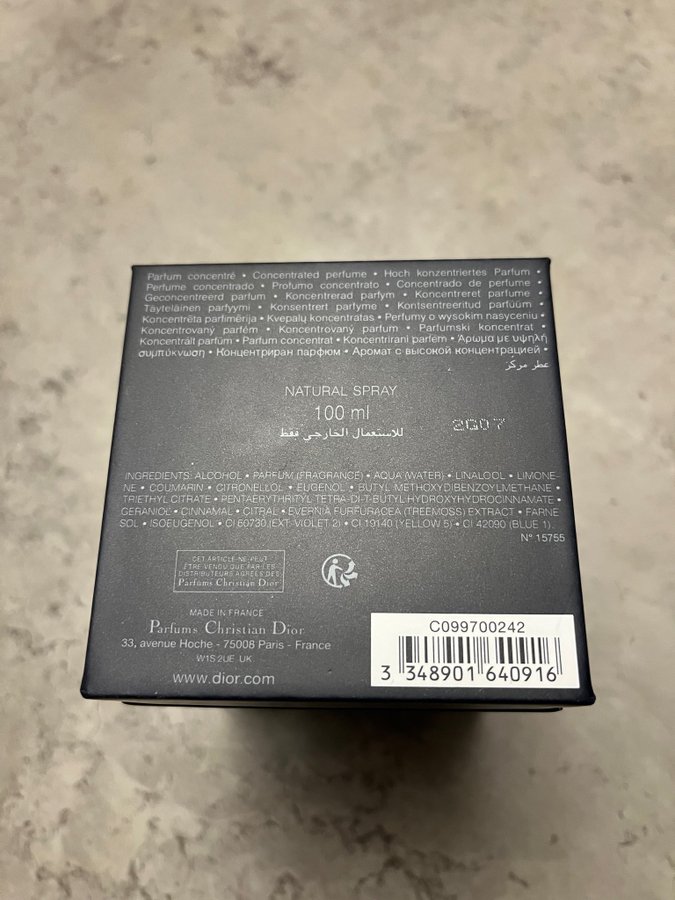 Parfum concentré • Concentrated perfume • Hoch konzentriertes Parfum •
Perfume concentrado • Profumo concentrato • Concentrado de perfume •
Geconcentreerd parfum • Koncentrerad parfym • Koncentreret parfume •
Täyteläinen parfyymi • Konsentrert parfyme • Kontsentreeritud parfüüm •
Koncentrēta parfimērija • Kvepalų koncentratas • Perfumy o wysokim nasyceniu •
Koncentrovaný parfém • Koncentrovaný parfum • Parfumski koncentrat •
Koncentrált parfüm • Parfum concentrat • Koncentrirani parfem • Άρωμα με υψηλή
συμπύκνωση • Концентриран парфюм • Аромат с высокой концентрацией •
عطر مركز
NATURAL SPRAY
100 ml
للاستعمال الخارجي فقط
2G07
INGREDIENTS: ALCOHOL • PARFUM (FRAGRANCE) • AQUA (WATER) • LINALOOL • LIMONE-
NE • COUMARIN • CITRONELLOL • EUGENOL • BUTYL METHOXYDIBENZOYLMETHANE •
TRIETHYL CITRATE • PENTAERYTHRITYL TETRA-DI-T-BUTYL HYDROXYHYDROCINNAMATE •
GERANIOL • CINNAMAL • CITRAL • EVERNIA FURFURACEA (TREEMOSS) EXTRACT • FARNE
SOL • ISOEUGENOL • CI 60730 (EXT. VIOLET 2) • CI 19140 (YELLOW 5) • CI 42090 (BLUE 1).
N° 15755
CET ARTICLE NE PEUT
ÊTRE VENDU QUE PAR LES
DISTRIBUTEURS AGRÉÉS DES
Parfums Christian Dior
MADE IN FRANCE
Parfums Christian Dior
33, avenue Hoche - 75008 Paris - France
W1S 2UE UK
www.dior.com
C099700242
3 348901 640916